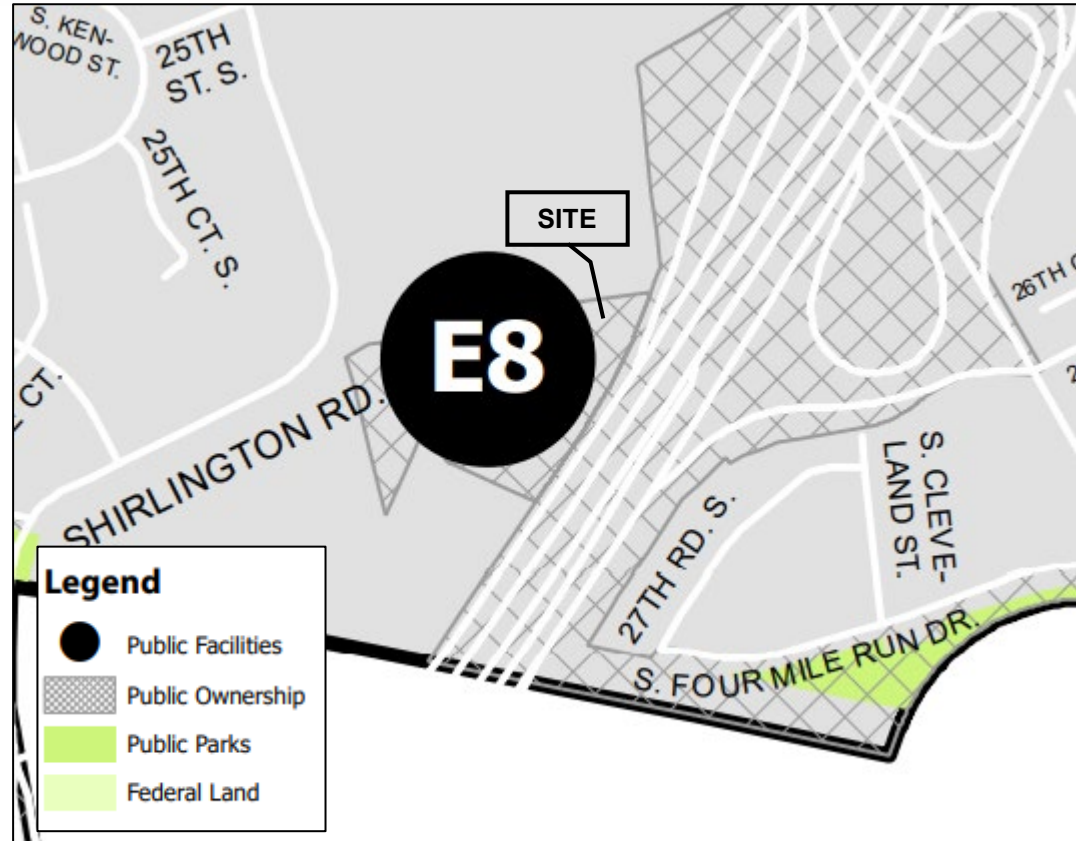 S. KEN-
WOOD ST.
25TH
ST. S.
25TH CT. S.
SITE
E8
26TH
CT.
SHIRLINGTON RD.
S. CLEVE-
LAND ST.
27TH RD. S.
S. FOUR MILE RUN DR.
Legend
Public Facilities
Public Ownership
Public Parks
Federal Land